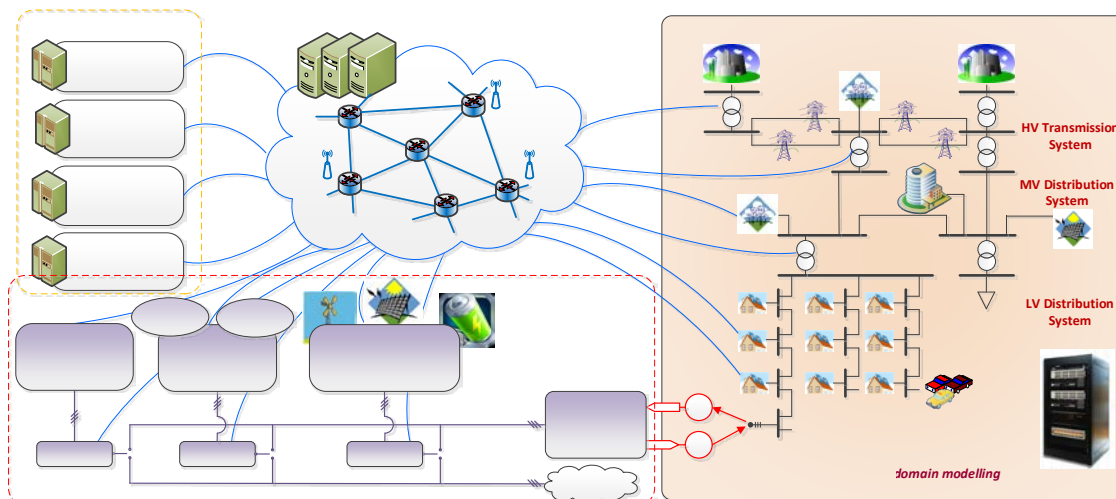 HV Transmission
System
MV Distribution
System
LV Distribution
System
domain modelling